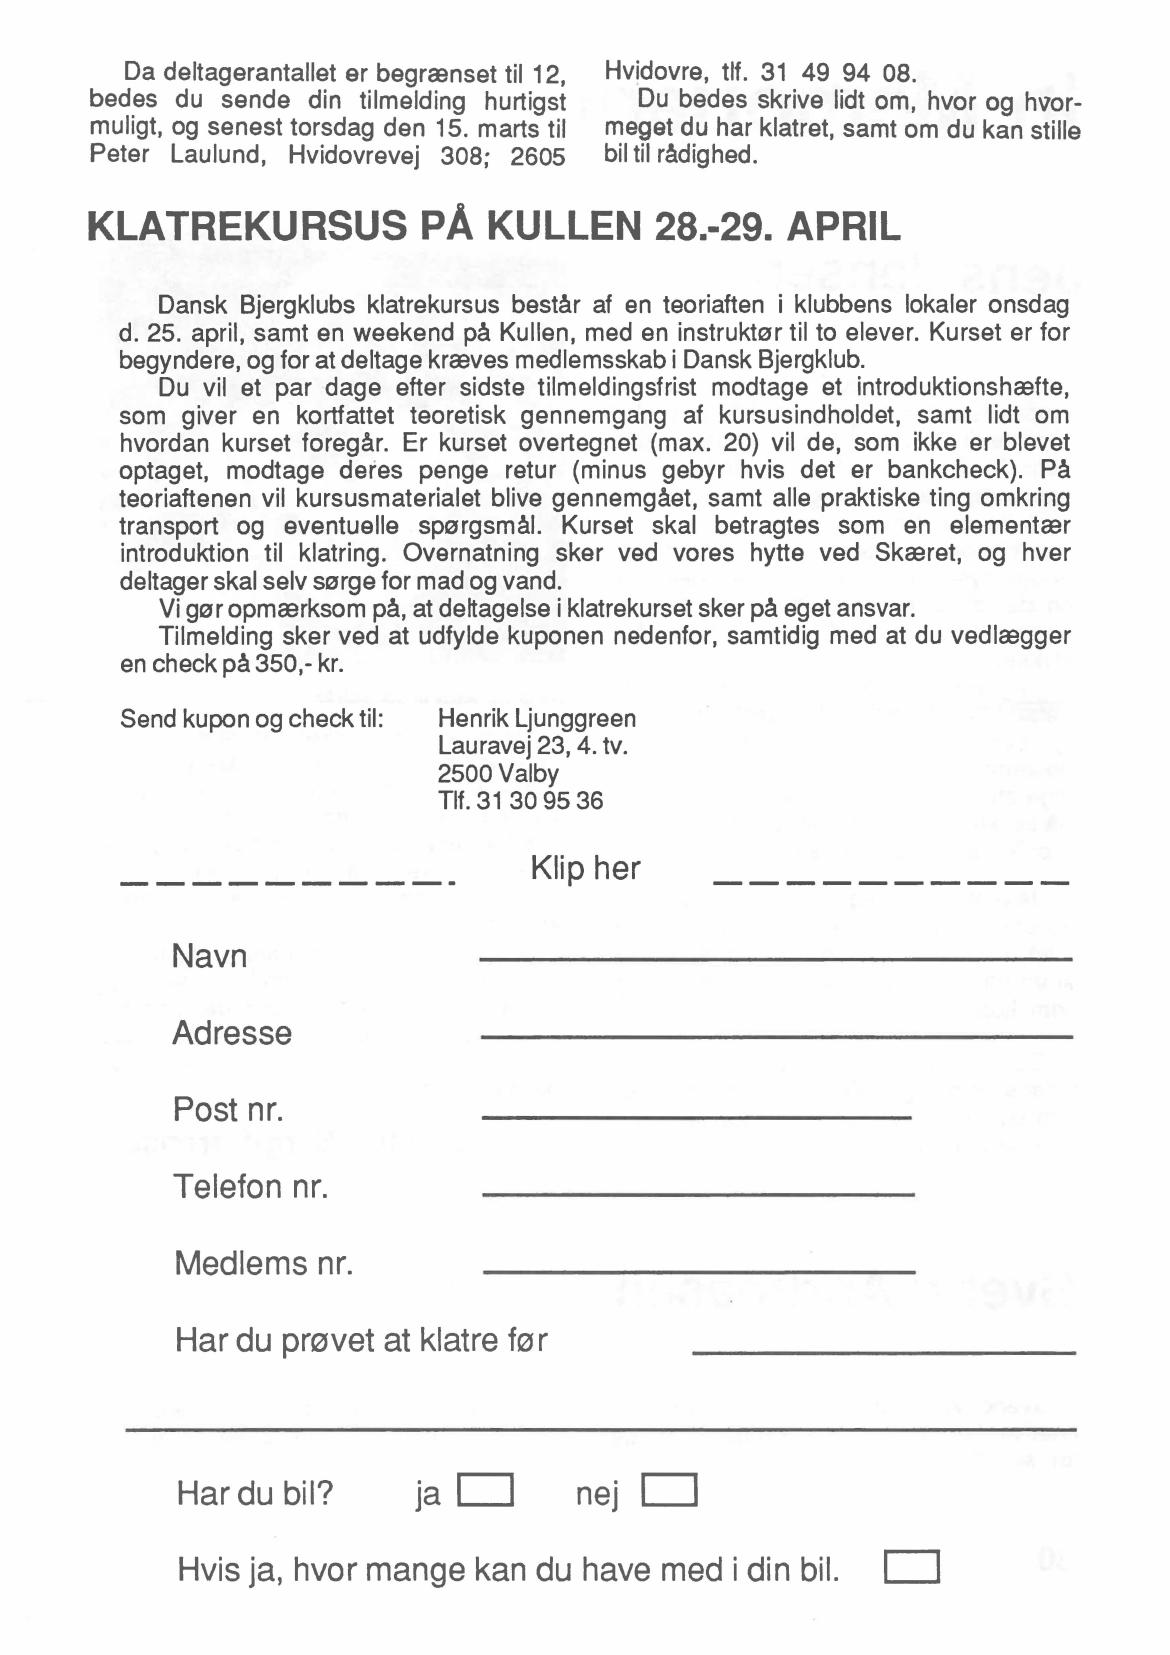 Da deltagerantallet er begrænset til 12,
bedes du sende din tilmelding hurtigst
muligt, og senest torsdag den 15. marts til
Peter Laulund, Hvidovrevej 308; 2605
Hvidovre, tlf. 31 49 94 08.
Du bedes skrive lidt om, hvor og hvor-
meget du har klatret, samt om du kan stille
bil til rådighed.
KLATREKURSUS PÅ KULLEN 28.-29. APRIL
Dansk Bjergklubs klatrekursus består af en teoriaften i klubbens lokaler onsdag
d. 25. april, samt en weekend på Kullen, med en instruktør til to elever. Kurset er for
begyndere, og for at deltage kræves medlemsskab i Dansk Bjergklub.
Du vil et par dage efter sidste tilmeldingsfrist modtage et introduktionshæfte,
som giver en kortfattet teoretisk gennemgang af kursusindholdet, samt lidt om
hvordan kurset foregår. Er kurset overtegnet (max. 20) vil de, som ikke er blevet
optaget, modtage deres penge retur (minus gebyr hvis det er bankcheck). På
teoriaftenen vil kursusmaterialet blive gennemgået, samt alle praktiske ting omkring
transport og eventuelle spørgsmål. Kurset skal betragtes som en elementær
introduktion til klatring. Overnatning sker ved vores hytte ved Skæret, og hver
deltager skal selv sørge for mad og vand.
Vi gør opmærksom på, at deltagelse i klatrekurset sker på eget ansvar.
Tilmelding sker ved at udfylde kuponen nedenfor, samtidig med at du vedlægger
en check på 350,- kr.
Send kupon og check til: Henrik Ljunggreen
Lauravej 23, 4. tv.
2500 Valby
Tlf. 31 30 95 36
Klip her
Navn
Adresse
Post nr.
Telefon nr.
Medlems nr.
Har du prøvet at klatre før
Har du bil? ja nej
Hvis ja, hvor mange kan du have med i din bil.